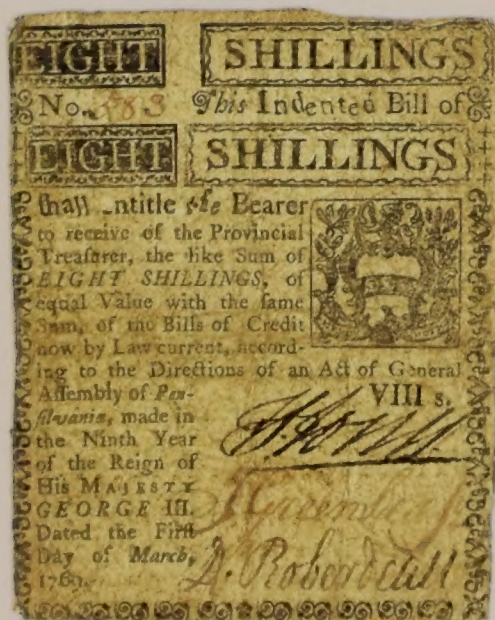 EIGHT SHILLINGS
No. 383 This Indented Bill of
EIGHT SHILLINGS
shall entitle the Bearer
to receive of the Provincial
Treasurer, the like Sum of
EIGHT SHILLINGS, of
equal Value with the same
Sum, of the Bills of Credit
now by Law current, accord-
ing to the Directions of an Act of General
Assembly of Pen-
silvania, made in
the Ninth Year
of the Reign of
His MAJESTY
GEORGE III.
Dated the First
Day of March,
1769.
VIII s.